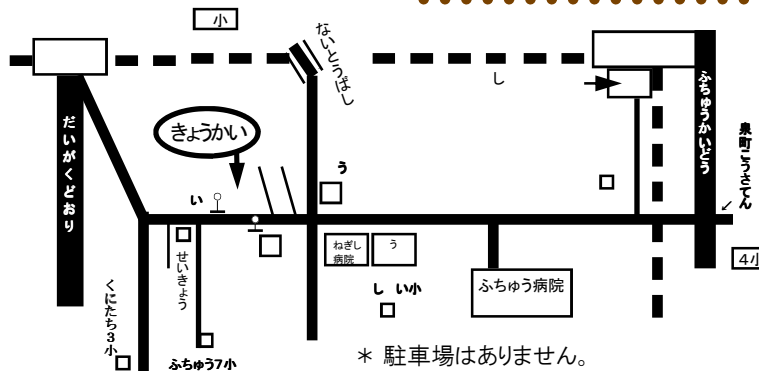 小
ないとうばし
し
だいがくどおり
きょうかい
ふちゅうかいどう
泉町こうさてん
い
う
ねぎし
病院
う
せいきょう
し い小
ふちゅう病院
4小
くにたち3小
ふちゅう7小
＊ 駐車場はありません。